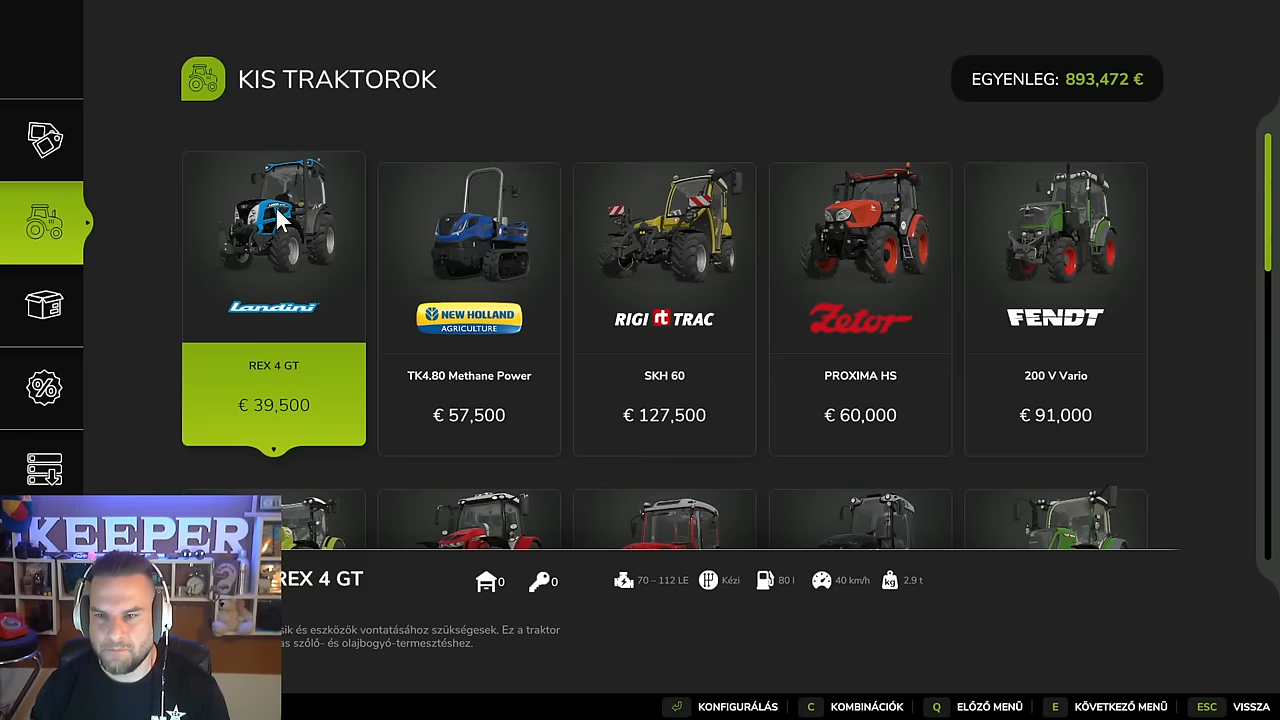 KIS TRAKTOROK
EGYENLEG: 893,472 €
Landini
REX 4 GT
€ 39,500
NEW HOLLAND
AGRICULTURE
TK4.80 Methane Power
€ 57,500
RIGI rt TRAC
SKH 60
€ 127,500
Zetor
PROXIMA HS
€ 60,000
FENDT
200 V Vario
€ 91,000
KEEPER
REX 4 GT
0
0
70 – 112 LE
Kézi
80 l
40 km/h
kg
2.9 t
sik és eszközök vontatásához szükségesek. Ez a traktor
as szőlő- és olajbogyó-termesztéshez.
KONFIGURÁLÁS
C KOMBINÁCIÓK
Q ELŐZŐ MENÜ
E KÖVETKEZŐ MENÜ
ESC VISSZA